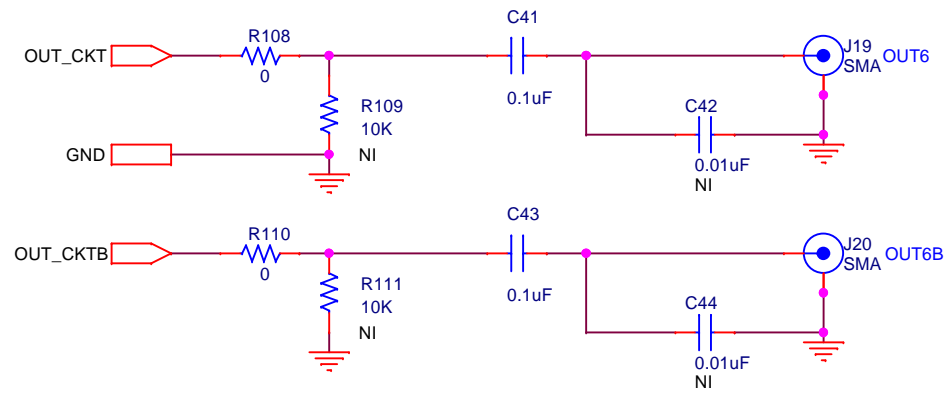 C41
R108
J19 OUT6
OUT_CKT
SMA
0
0.1uF
R109
C42
10K
GND
NI
0.01uF
NI
C43
R110
J20 OUT6B
OUT_CKTB
SMA
0
R111
0.1uF
C44
10K
NI
0.01uF
NI